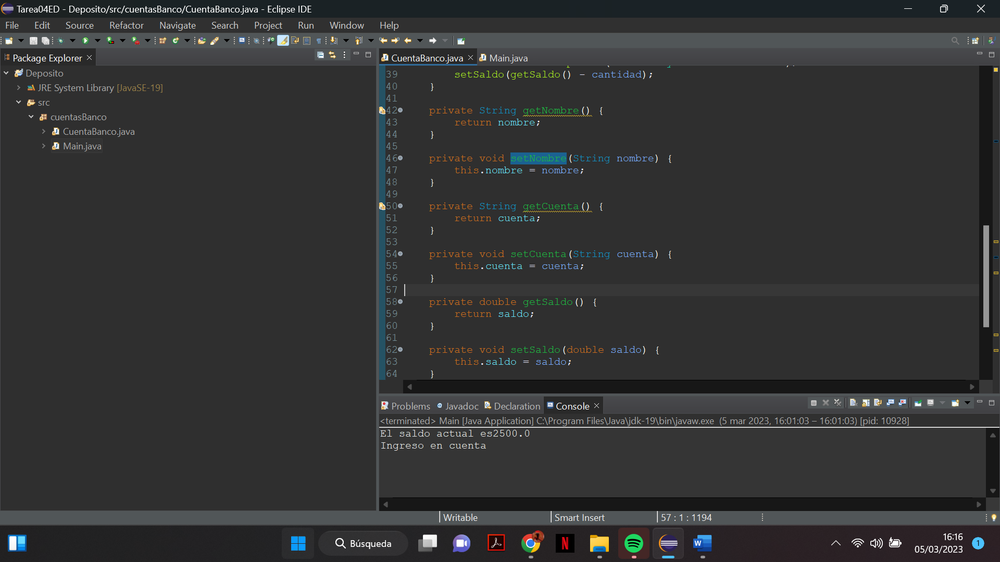 Tarea04ED - Deposito/src/cuentasBanco/CuentaBanco.java - Eclipse IDE
File Edit Source Refactor Navigate Search Project Run Window Help
Package Explorer
Deposito
JRE System Library [JavaSE-19]
src
cuentasBanco
CuentaBanco.java
Main.java
CuentaBanco.java Main.java
39 setSaldo(getSaldo() - cantidad);
40 }
41
42 private String getNombre() {
43 return nombre;
44 }
45
46 private void setNombre(String nombre) {
47 this.nombre = nombre;
48 }
49
50 private String getCuenta() {
51 return cuenta;
52 }
53
54 private void setCuenta(String cuenta) {
55 this.cuenta = cuenta;
56 }
57
58 private double getSaldo() {
59 return saldo;
60 }
61
62 private void setSaldo(double saldo) {
63 this.saldo = saldo;
64 }
Problems Javadoc Declaration Console
<terminated> Main [Java Application] C:\Program Files\Java\jdk-19\bin\javaw.exe (5 mar 2023, 16:01:03 – 16:01:03) [pid: 10928]
El saldo actual es2500.0
Ingreso en cuenta
Writable Smart Insert 57 : 1 : 1194
Búsqueda
16:16
05/03/2023
1